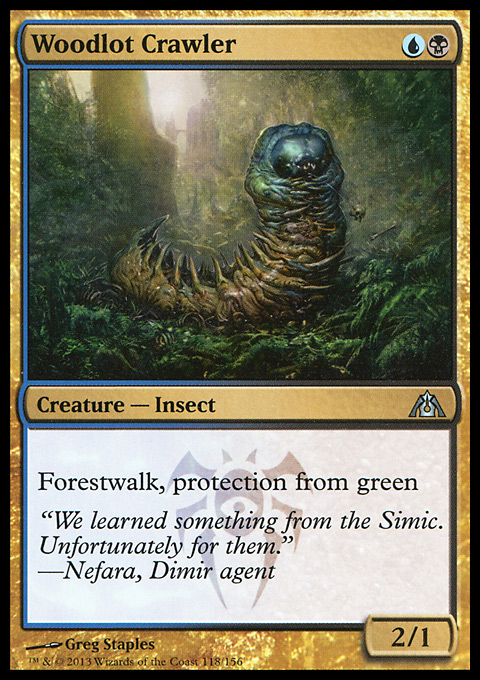 Woodlot Crawler
Creature — Insect
Forestwalk, protection from green
“We learned something from the Simic.
Unfortunately for them.”
—Nefara, Dimir agent
Greg Staples
2/1
™ & © 2013 Wizards of the Coast 118/156